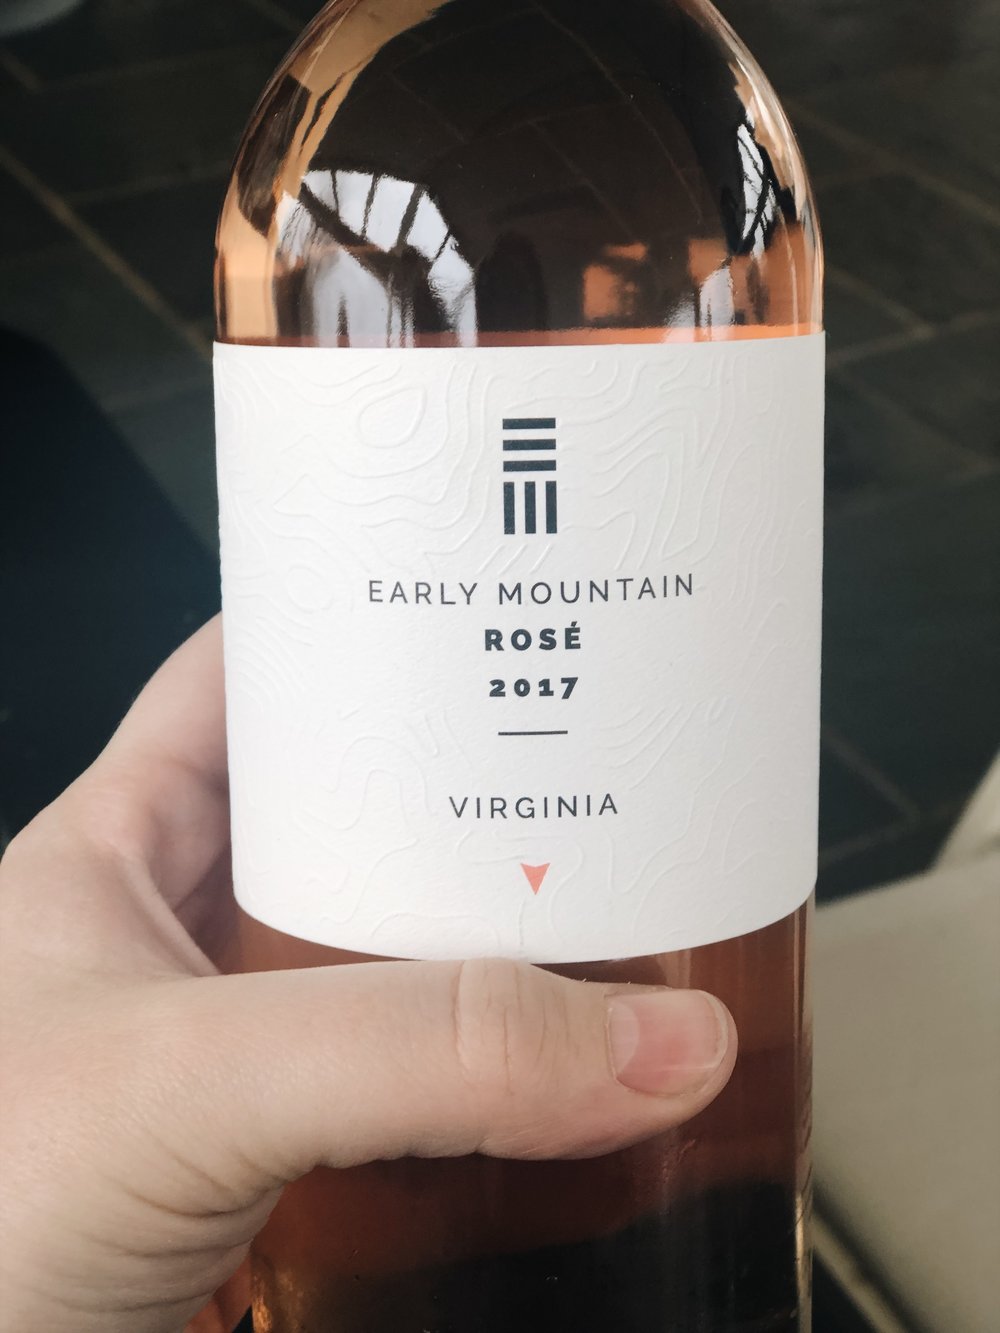 EARLY MOUNTAIN
ROSÉ
2017
VIRGINIA